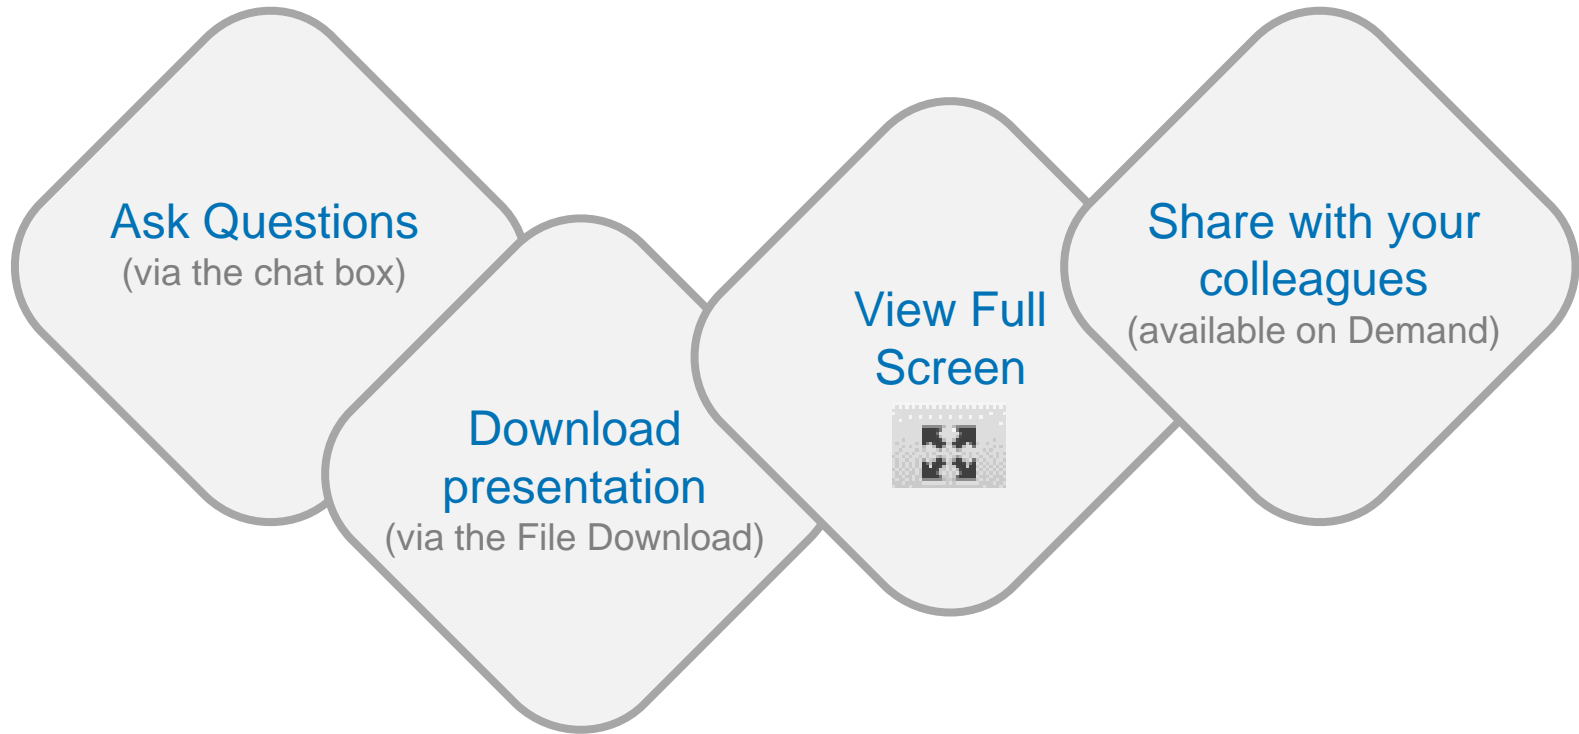 Ask Questions
(via the chat box)
Download
presentation
(via the File Download)
View Full
Screen
Share with your
colleagues
(available on Demand)